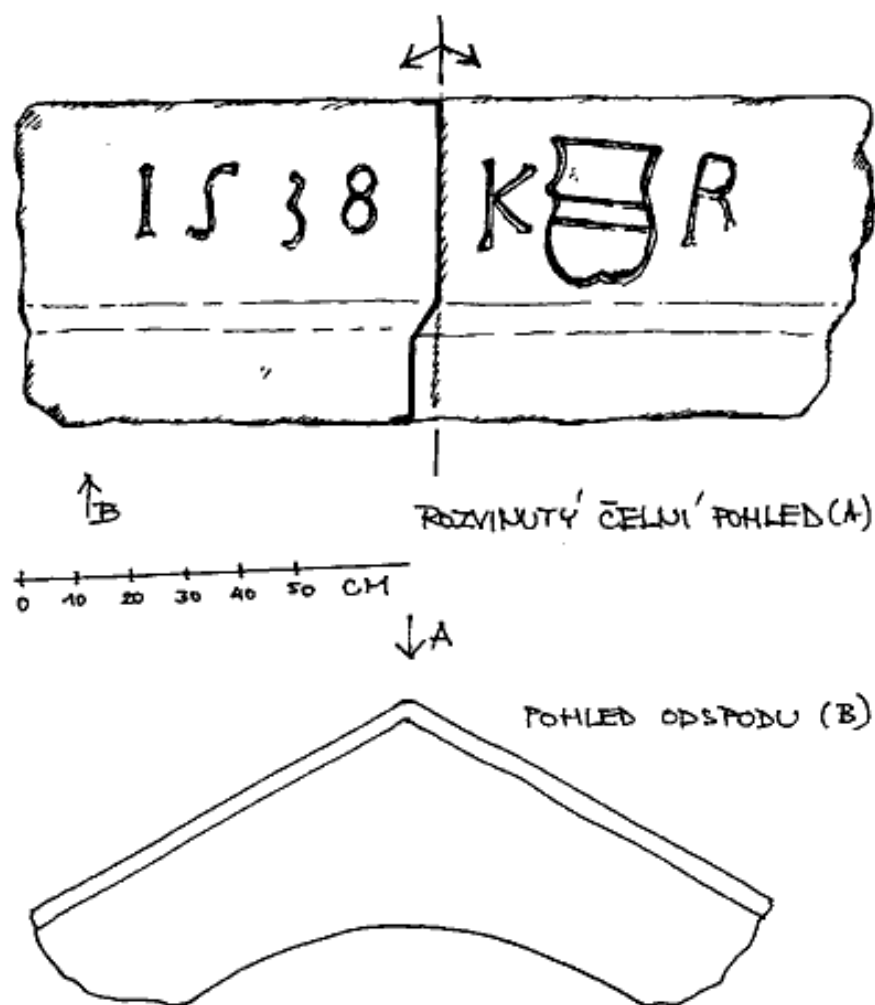 1538 K R
B
ROZVINUTÝ ČELNÍ POHLED (A)
0 10 20 30 40 50 CM
A
POHLED ODSPODU (B)